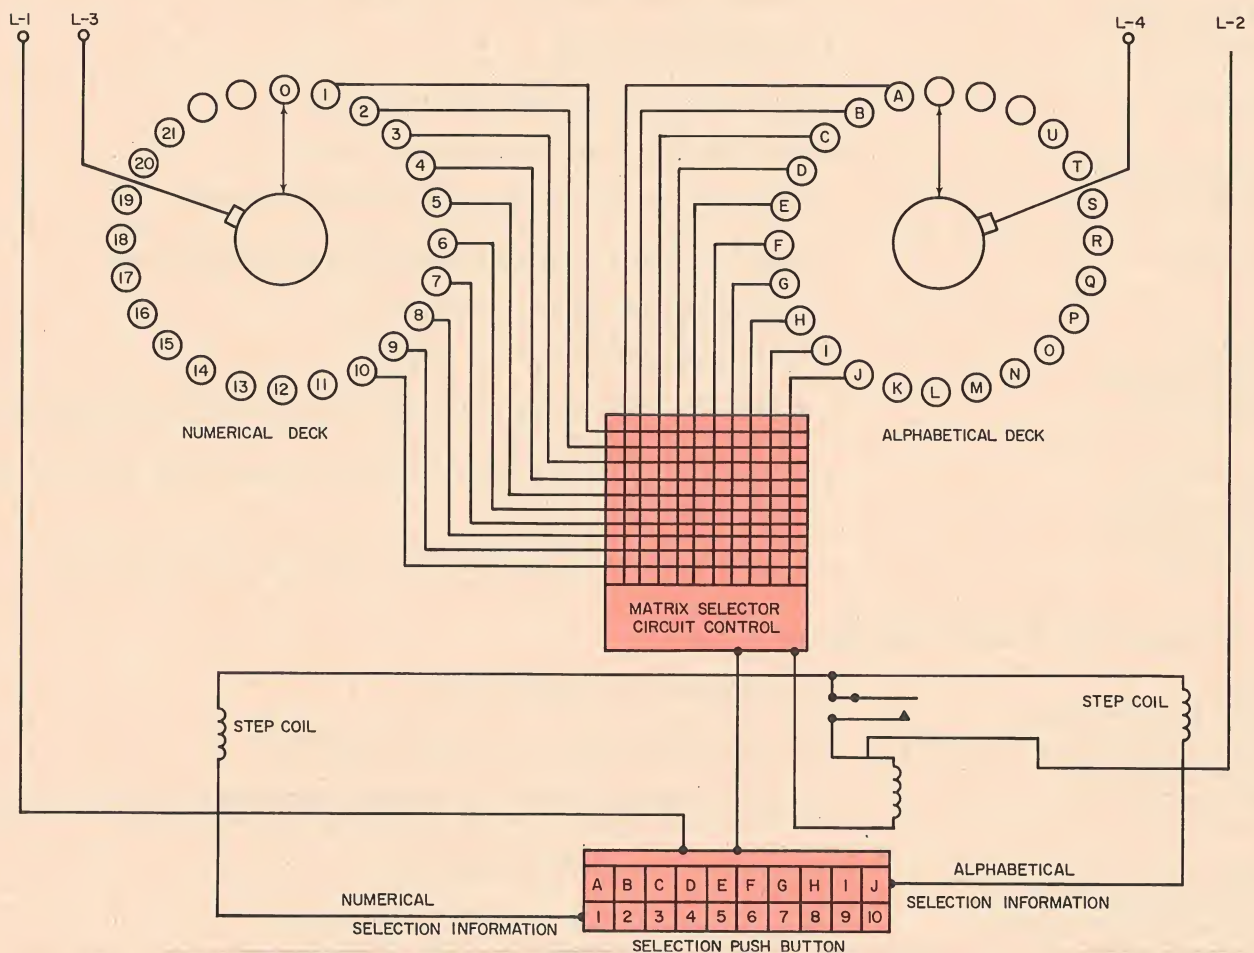 L-1
L-3
L-4
L-2
0
1
2
3
4
5
6
7
8
9
10
11
12
13
14
15
16
17
18
19
20
21
A
B
C
D
E
F
G
H
I
J
K
L
M
N
O
P
Q
R
S
T
U
NUMERICAL DECK
ALPHABETICAL DECK
MATRIX SELECTOR
CIRCUIT CONTROL
STEP COIL
STEP COIL
NUMERICAL
SELECTION INFORMATION
A B C D E F G H I J
1 2 3 4 5 6 7 8 9 10
ALPHABETICAL
SELECTION INFORMATION
SELECTION PUSH BUTTON